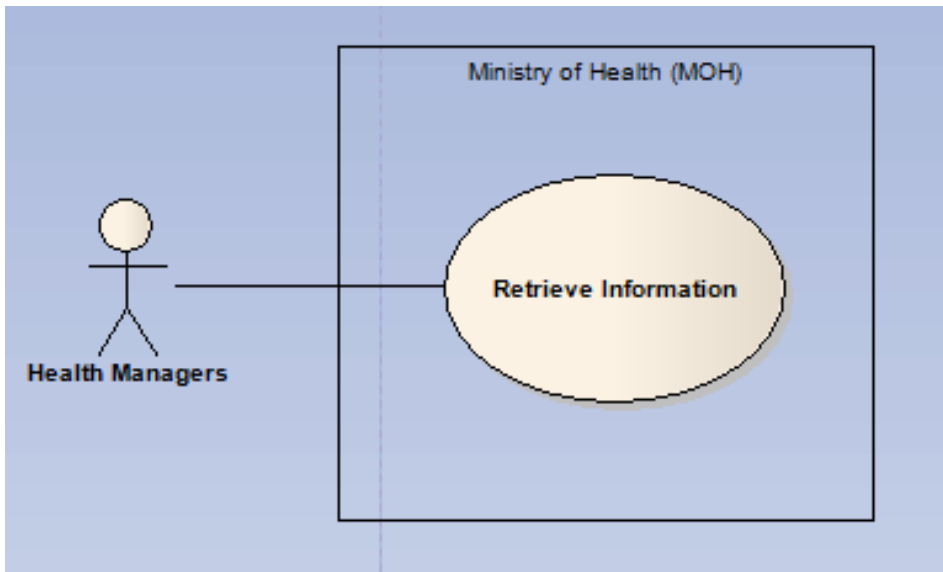 Ministry of Health (MOH)
Retrieve Information
Health Managers